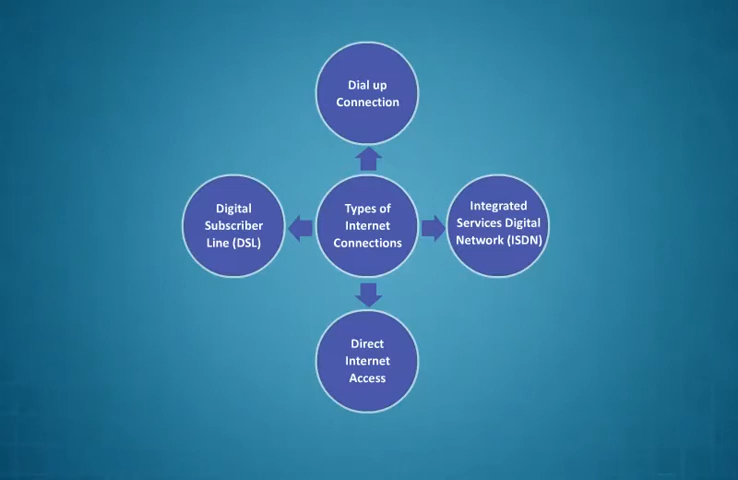 Dial up
Connection
Digital
Subscriber
Line (DSL)
Types of
Internet
Connections
Integrated
Services Digital
Network (ISDN)
Direct
Internet
Access